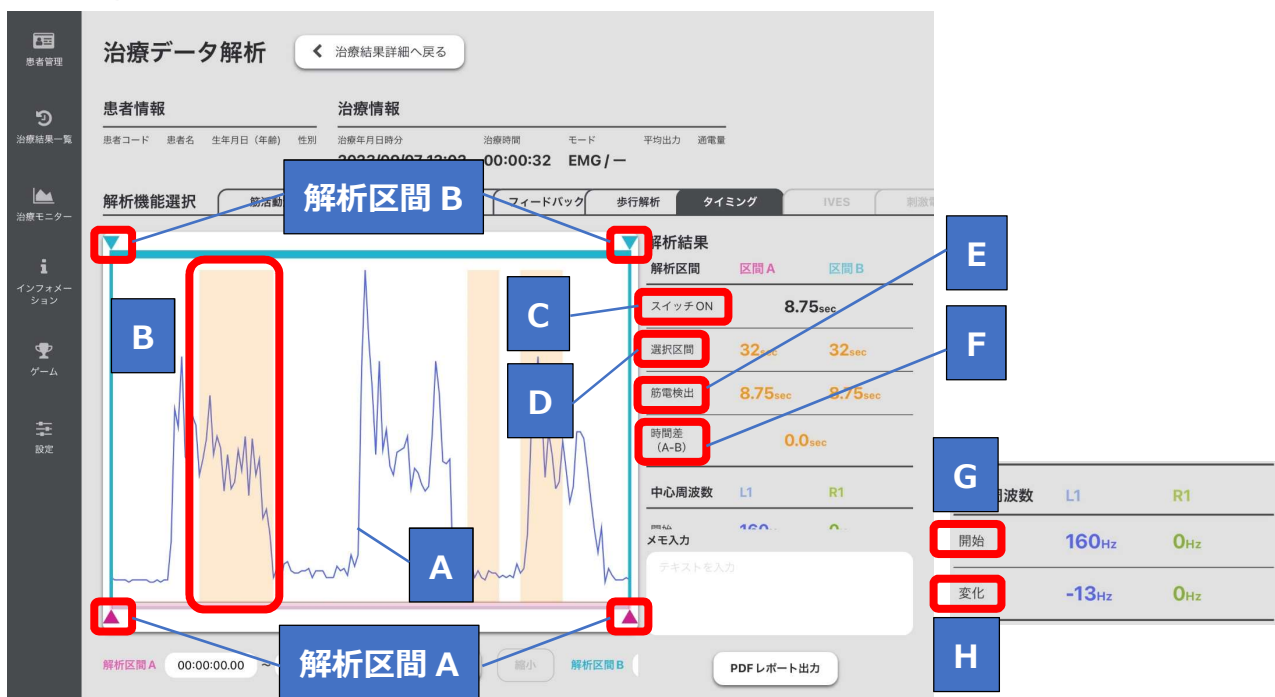 患者管理
治療結果一覧
治療モニター
インフォメー
ション
ゲーム
設定
治療データ解析
治療結果詳細へ戻る
患者情報
治療情報
患者コード 患者名 生年月日(年齢) 性別 治療年月日時分 治療時間 モード 平均出力 通電量
00:00:32 EMG / ー
解析機能選択 筋活動 フィードバック 歩行解析 タイミング IVES
解析区間 B
B
A
C
D
E
F
解析結果
解析区間 区間 A 区間 B
スイッチ ON 8.75sec
選択区間 32sec 32sec
筋電検出 8.75sec 8.75sec
時間差
(A-B) 0.0sec
中心周波数 L1 R1
メモ入力
テキストを入力
解析区間 A
解析区間 A 00:00:00.00 ~ 縮小 解析区間 B
PDF レポート出力
G
波数 L1 R1
開始 160Hz 0Hz
変化 -13Hz 0Hz
H